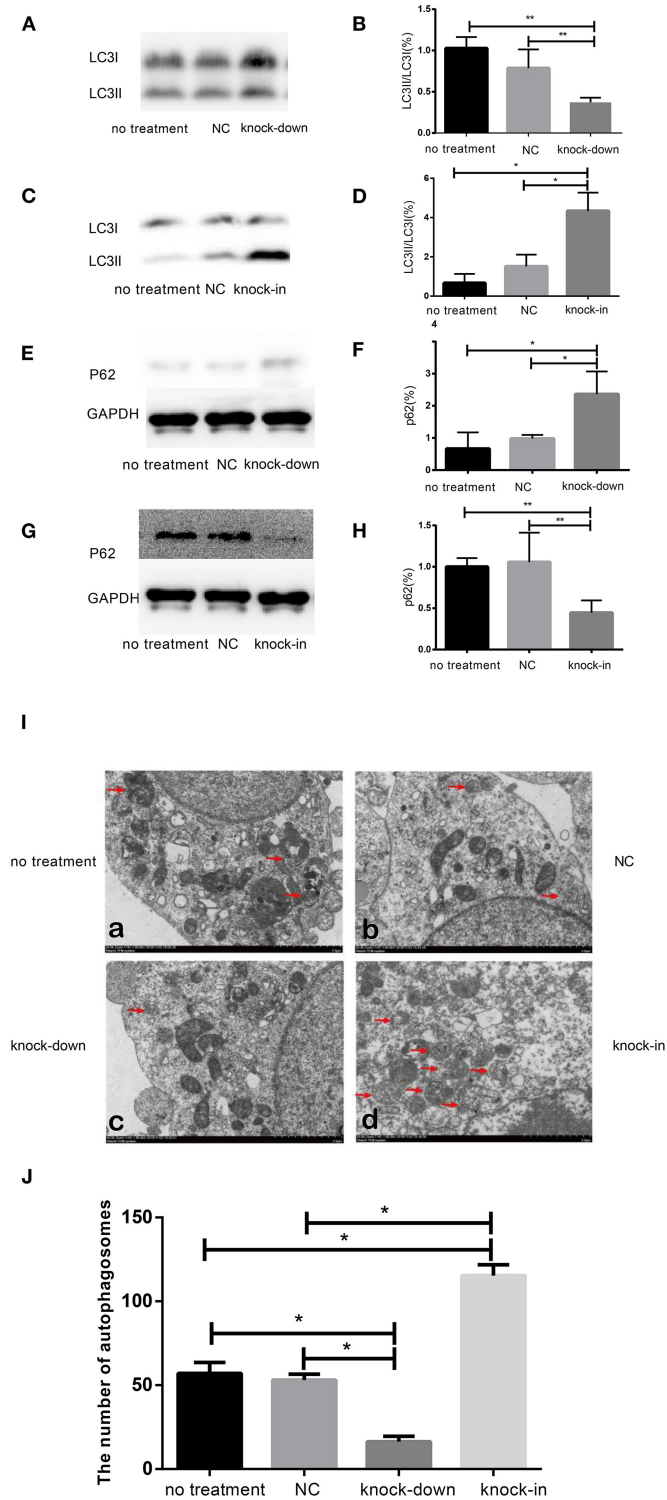 A
LC3I
LC3II
no treatment NC knock-down
B
LC3II/LC3I(%)
1.5
1.0
0.5
0.0
**
**
no treatment NC knock-down
C
LC3I
LC3II
no treatment NC knock-in
D
LC3II/LC3I(%)
6
4
2
0
*
*
no treatment NC knock-in
E
P62
GAPDH
no treatment NC knock-down
F
p62(%)
4
3
2
1
0
*
*
no treatment NC knock-down
G
P62
GAPDH
no treatment NC knock-in
H
p62(%)
1.5
1.0
0.5
0.0
**
**
no treatment NC knock-in
I
no treatment
a
b
NC
knock-down
c
d
knock-in
J
The number of autophagosomes
150
100
50
0
*
*
*
*
no treatment NC knock-down knock-in